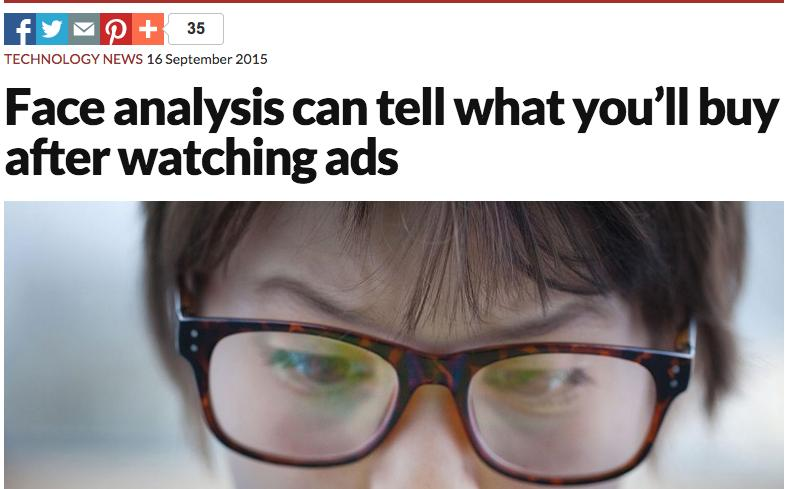 35
TECHNOLOGY NEWS 16 September 2015
Face analysis can tell what you’ll buy
after watching ads